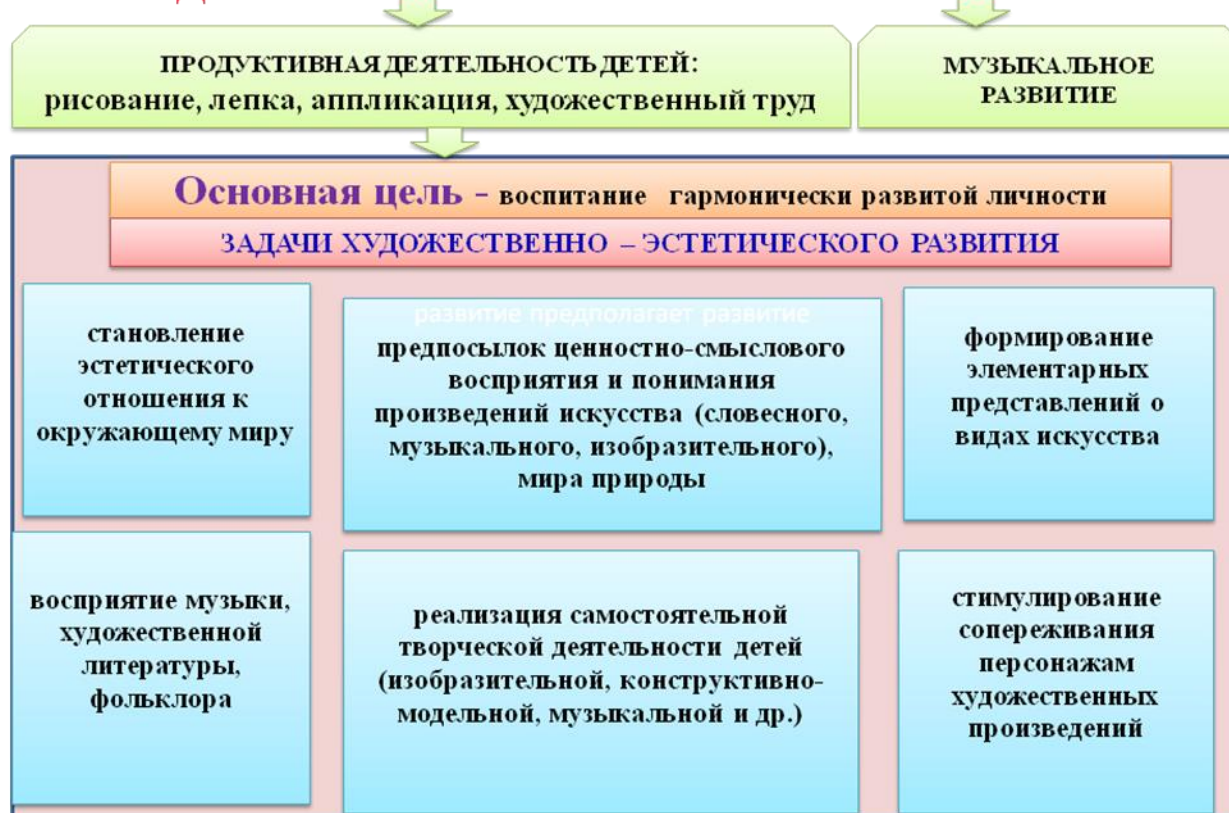 ПРОДУКТИВНАЯ ДЕЯТЕЛЬНОСТЬ ДЕТЕЙ:
рисование, лепка, аппликация, художественный труд
МУЗЫКАЛЬНОЕ
РАЗВИТИЕ
Основная цель - воспитание гармонически развитой личности
ЗАДАЧИ ХУДОЖЕСТВЕННО – ЭСТЕТИЧЕСКОГО РАЗВИТИЯ
становление
эстетического
отношения к
окружающему миру
развитие предполагает развитие
предпосылок ценностно-смыслового
восприятия и понимания
произведений искусства (словесного,
музыкального, изобразительного),
мира природы
формирование
элементарных
представлений о
видах искусства
восприятие музыки,
художественной
литературы,
фольклора
реализация самостоятельной
творческой деятельности детей
(изобразительной, конструктивно-
модельной, музыкальной и др.)
стимулирование
сопереживания
персонажам
художественных
произведений